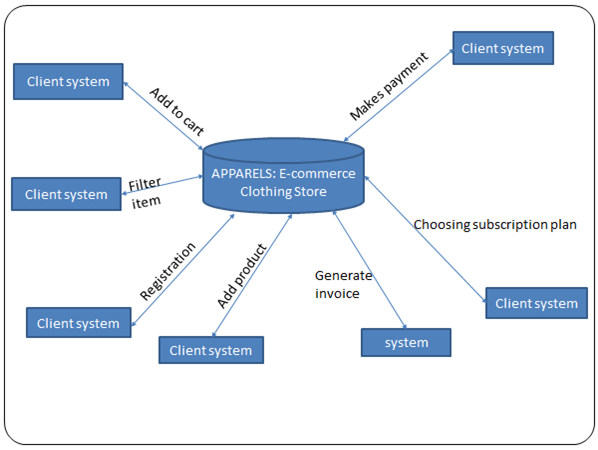 Client system
Makes payment
Client system
Add to cart
APPARELS: E-commerce
Clothing Store
Client system
Filter
item
Choosing subscription plan
Registration
Add product
Generate
invoice
Client system
Client system
Client system
system